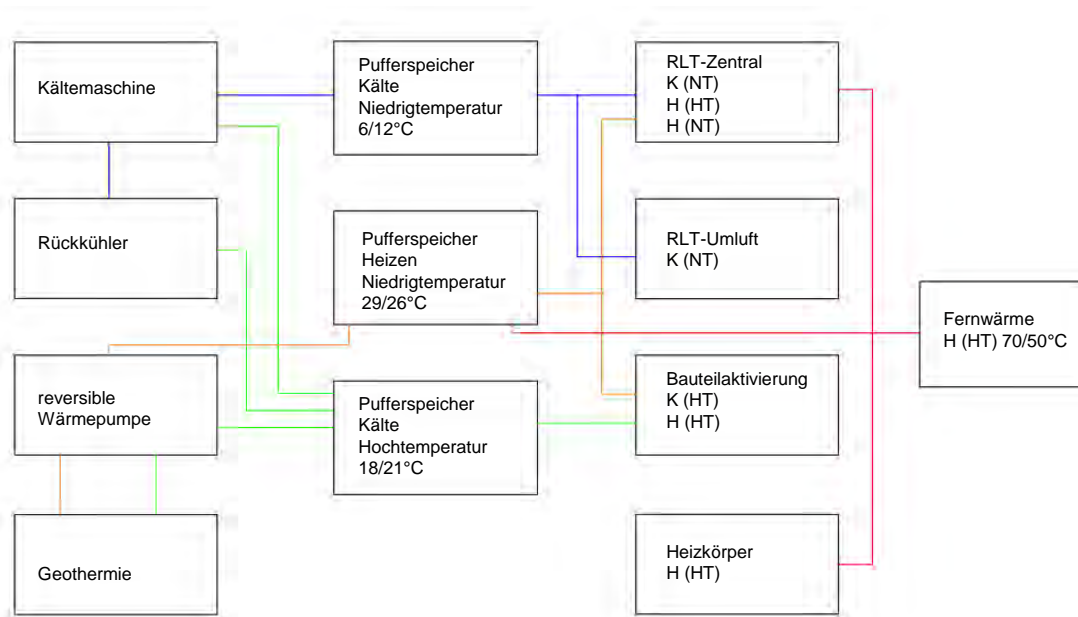 Kältemaschine
Rückkühler
reversible
Wärmepumpe
Geothermie
Pufferspeicher
Kälte
Niedrigtemperatur
6/12°C
Pufferspeicher
Heizen
Niedrigtemperatur
29/26°C
Pufferspeicher
Kälte
Hochtemperatur
18/21°C
RLT-Zentral
K (NT)
H (HT)
H (NT)
RLT-Umluft
K (NT)
Bauteilaktivierung
K (HT)
H (HT)
Heizkörper
H (HT)
Fernwärme
H (HT) 70/50°C